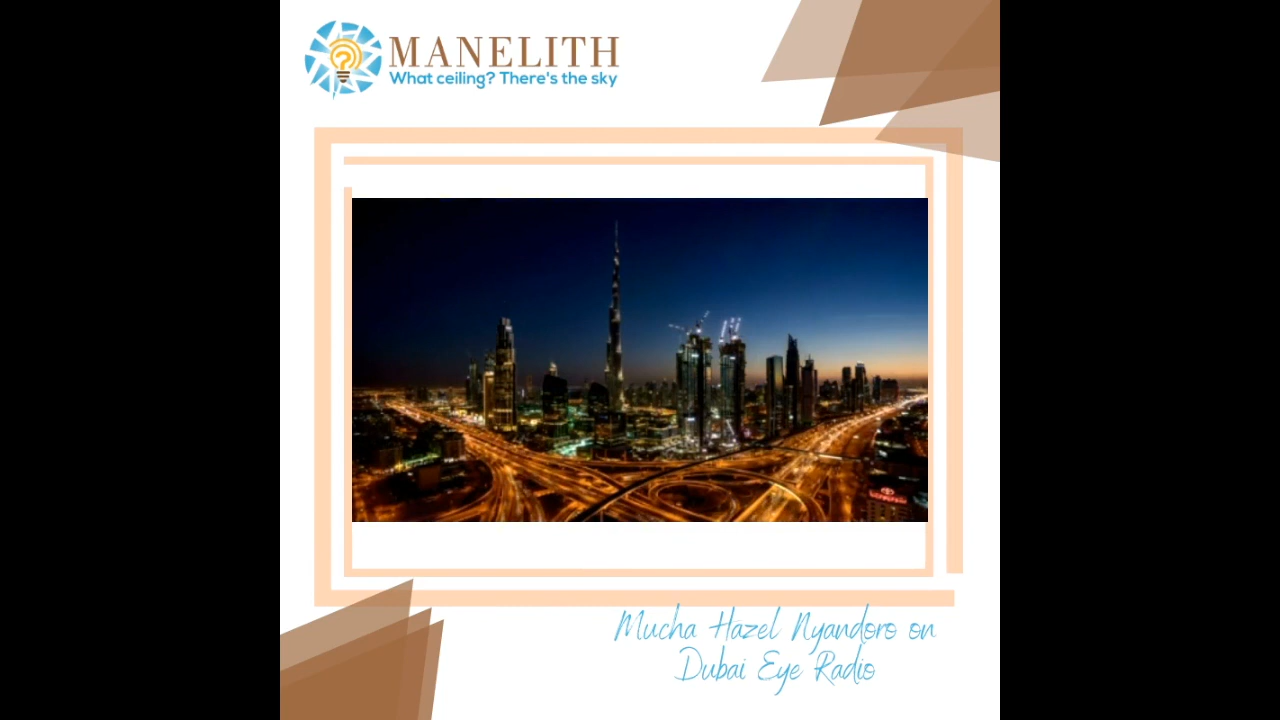 MANELITH
What ceiling? There's the sky
Mucha Hazel Nyandoro on
Dubai Eye Radio